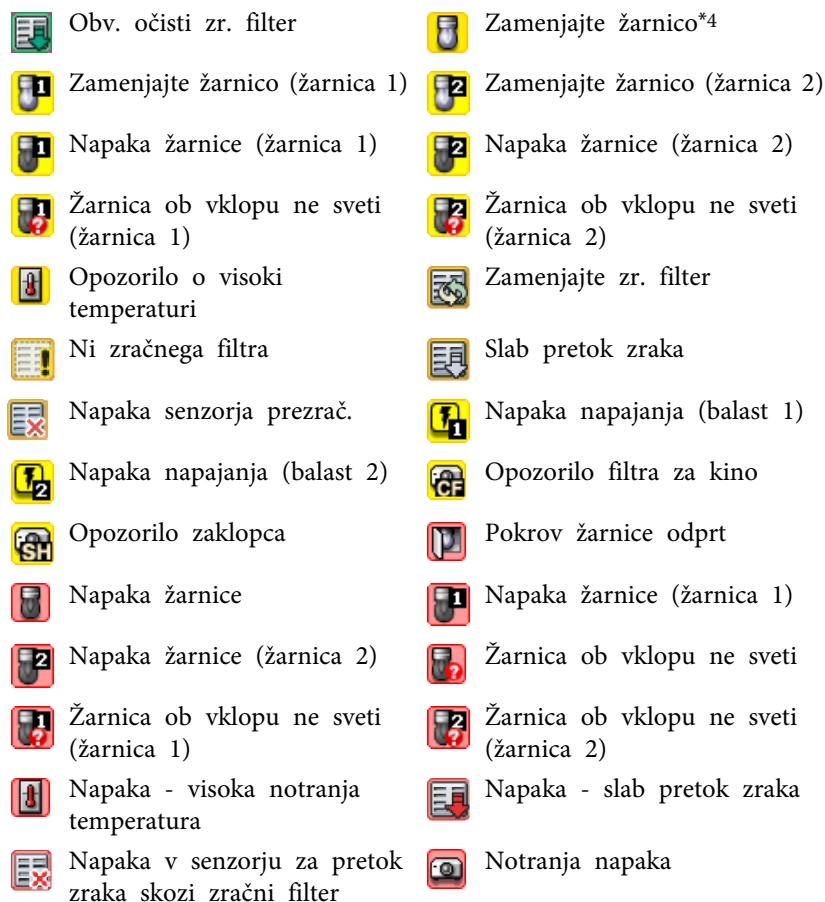 Obv. očisti zr. filter
Zamenjajte žarnico*4
Zamenjajte žarnico (žarnica 1)
Zamenjajte žarnico (žarnica 2)
Napaka žarnice (žarnica 1)
Napaka žarnice (žarnica 2)
Žarnica ob vklopu ne sveti
(žarnica 1)
Žarnica ob vklopu ne sveti
(žarnica 2)
Opozorilo o visoki
temperaturi
Zamenjajte zr. filter
Ni zračnega filtra
Slab pretok zraka
Napaka senzorja prezrač.
Napaka napajanja (balast 1)
Napaka napajanja (balast 2)
Opozorilo filtra za kino
Opozorilo zaklopca
Pokrov žarnice odprt
Napaka žarnice
Napaka žarnice (žarnica 1)
Napaka žarnice (žarnica 2)
Žarnica ob vklopu ne sveti
Žarnica ob vklopu ne sveti
(žarnica 1)
Žarnica ob vklopu ne sveti
(žarnica 2)
Napaka - visoka notranja
temperatura
Napaka - slab pretok zraka
Napaka v senzorju za pretok
zraka skozi zračni filter
Notranja napaka